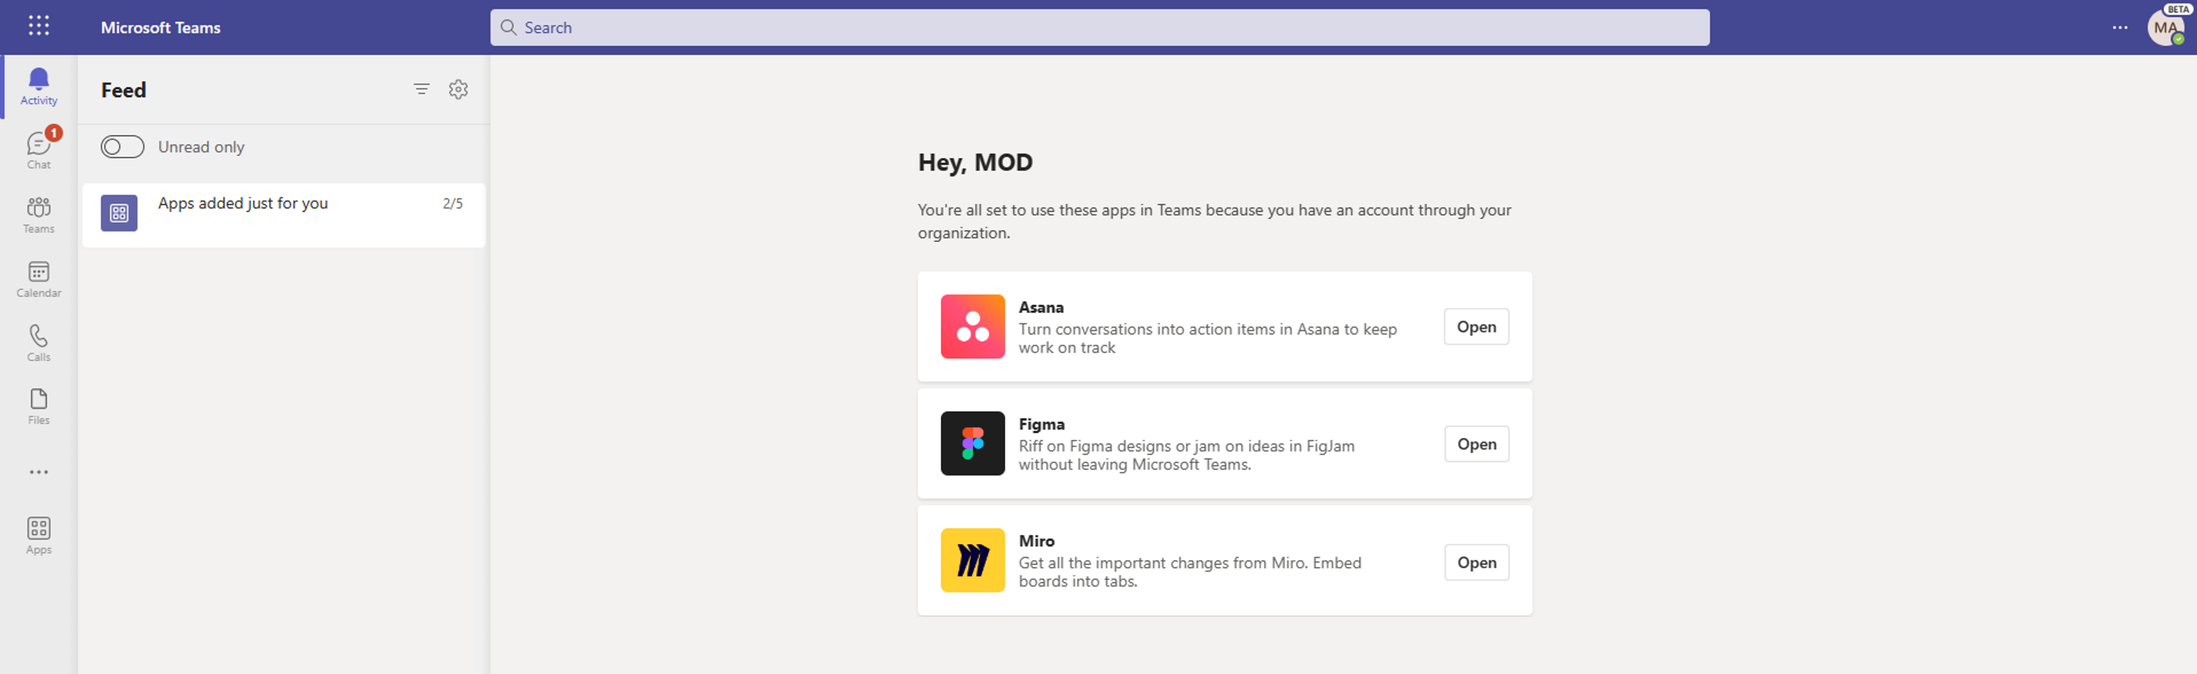 Microsoft Teams
Search
BETA
MA
Activity
1
Chat
Teams
Calendar
Calls
Files
Apps
Feed
Unread only
Apps added just for you 2/5
Hey, MOD
You're all set to use these apps in Teams because you have an account through your
organization.
Asana
Turn conversations into action items in Asana to keep
work on track
Open
Figma
Riff on Figma designs or jam on ideas in FigJam
without leaving Microsoft Teams.
Open
Miro
Get all the important changes from Miro. Embed
boards into tabs.
Open